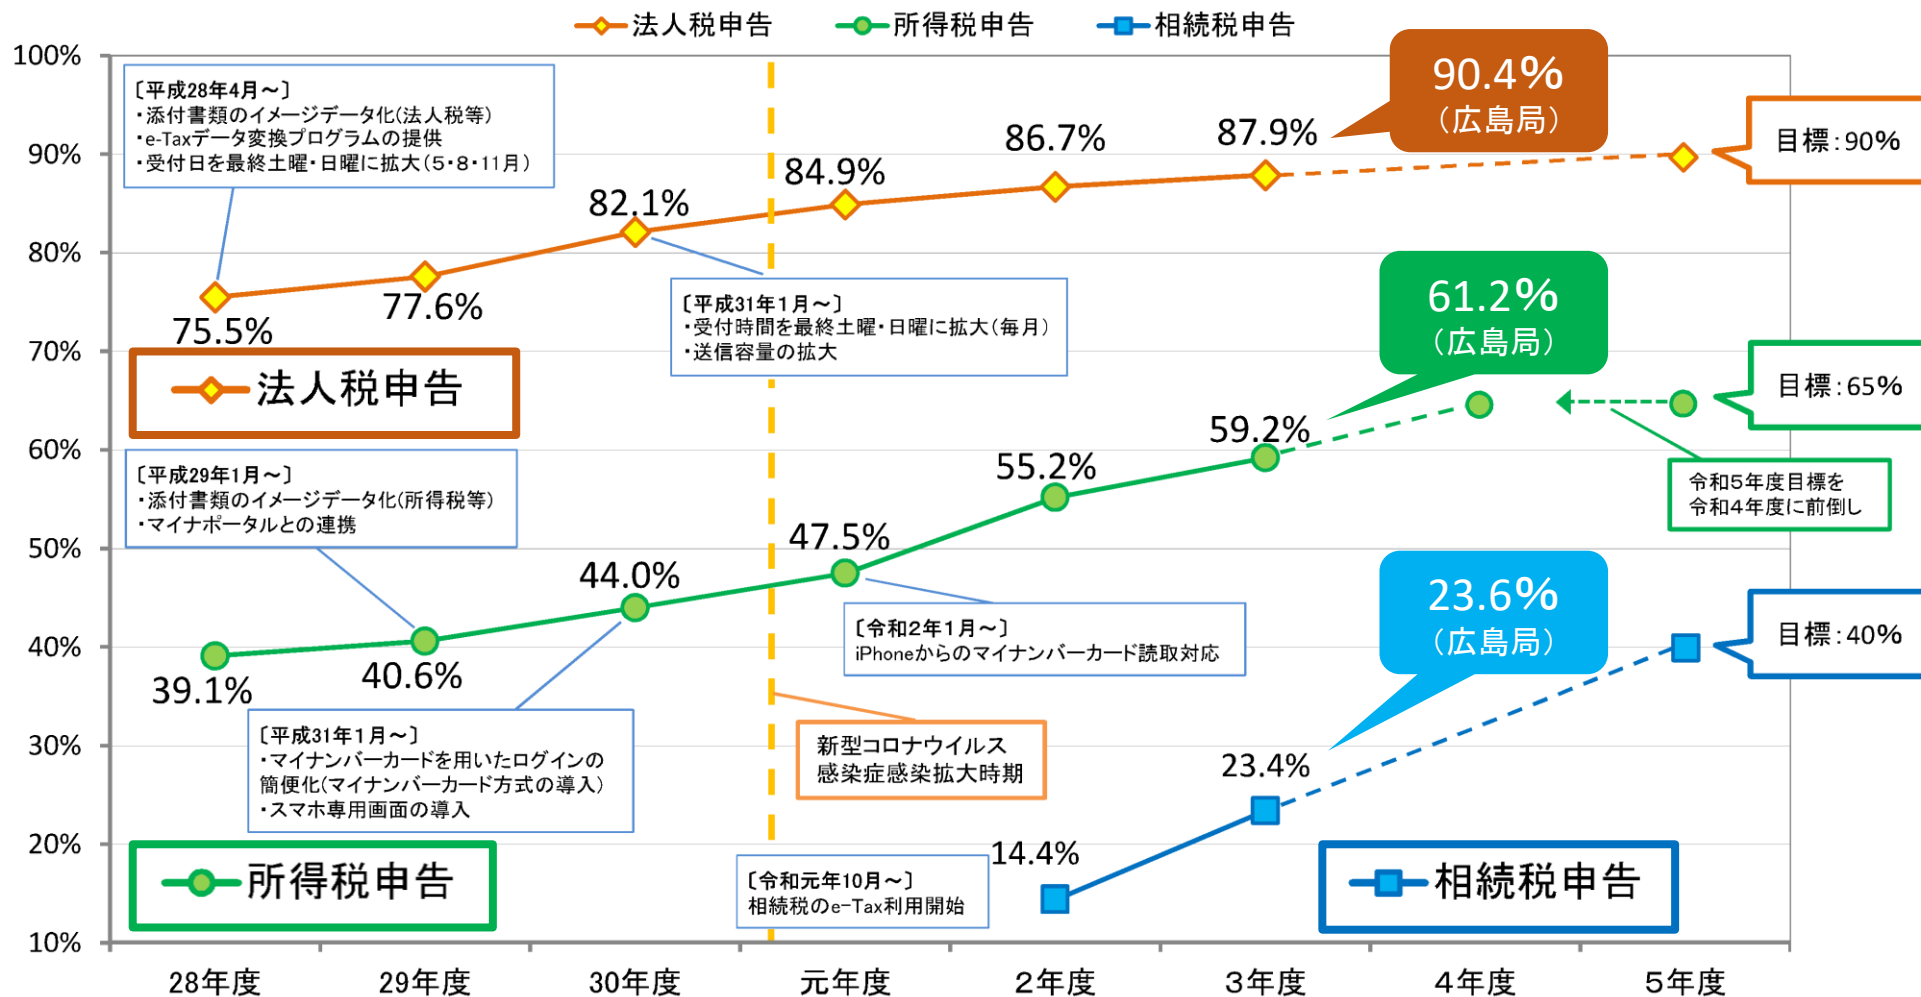 法人税申告
所得税申告
相続税申告
100%
90%
80%
70%
60%
50%
40%
30%
20%
10%
〔平成28年4月～〕
・添付書類のイメージデータ化(法人税等)
・e-Taxデータ変換プログラムの提供
・受付日を最終土曜・日曜に拡大(5・8・11月)
75.5%
77.6%
82.1%
84.9%
86.7%
87.9%
90.4%
(広島局)
目標：90%
〔平成31年1月～〕
・受付時間を最終土曜・日曜に拡大(毎月)
・送信容量の拡大
法人税申告
61.2%
(広島局)
目標：65%
〔平成29年1月～〕
・添付書類のイメージデータ化(所得税等)
・マイナポータルとの連携
39.1%
40.6%
44.0%
47.5%
55.2%
59.2%
令和5年度目標を
令和4年度に前倒し
〔令和2年1月～〕
iPhoneからのマイナンバーカード読取対応
23.6%
(広島局)
目標：40%
〔平成31年1月～〕
・マイナンバーカードを用いたログインの
簡便化(マイナンバーカード方式の導入)
・スマホ専用画面の導入
新型コロナウイルス
感染症感染拡大時期
23.4%
14.4%
所得税申告
〔令和元年10月～〕
相続税のe-Tax利用開始
相続税申告
28年度
29年度
30年度
元年度
2年度
3年度
4年度
5年度